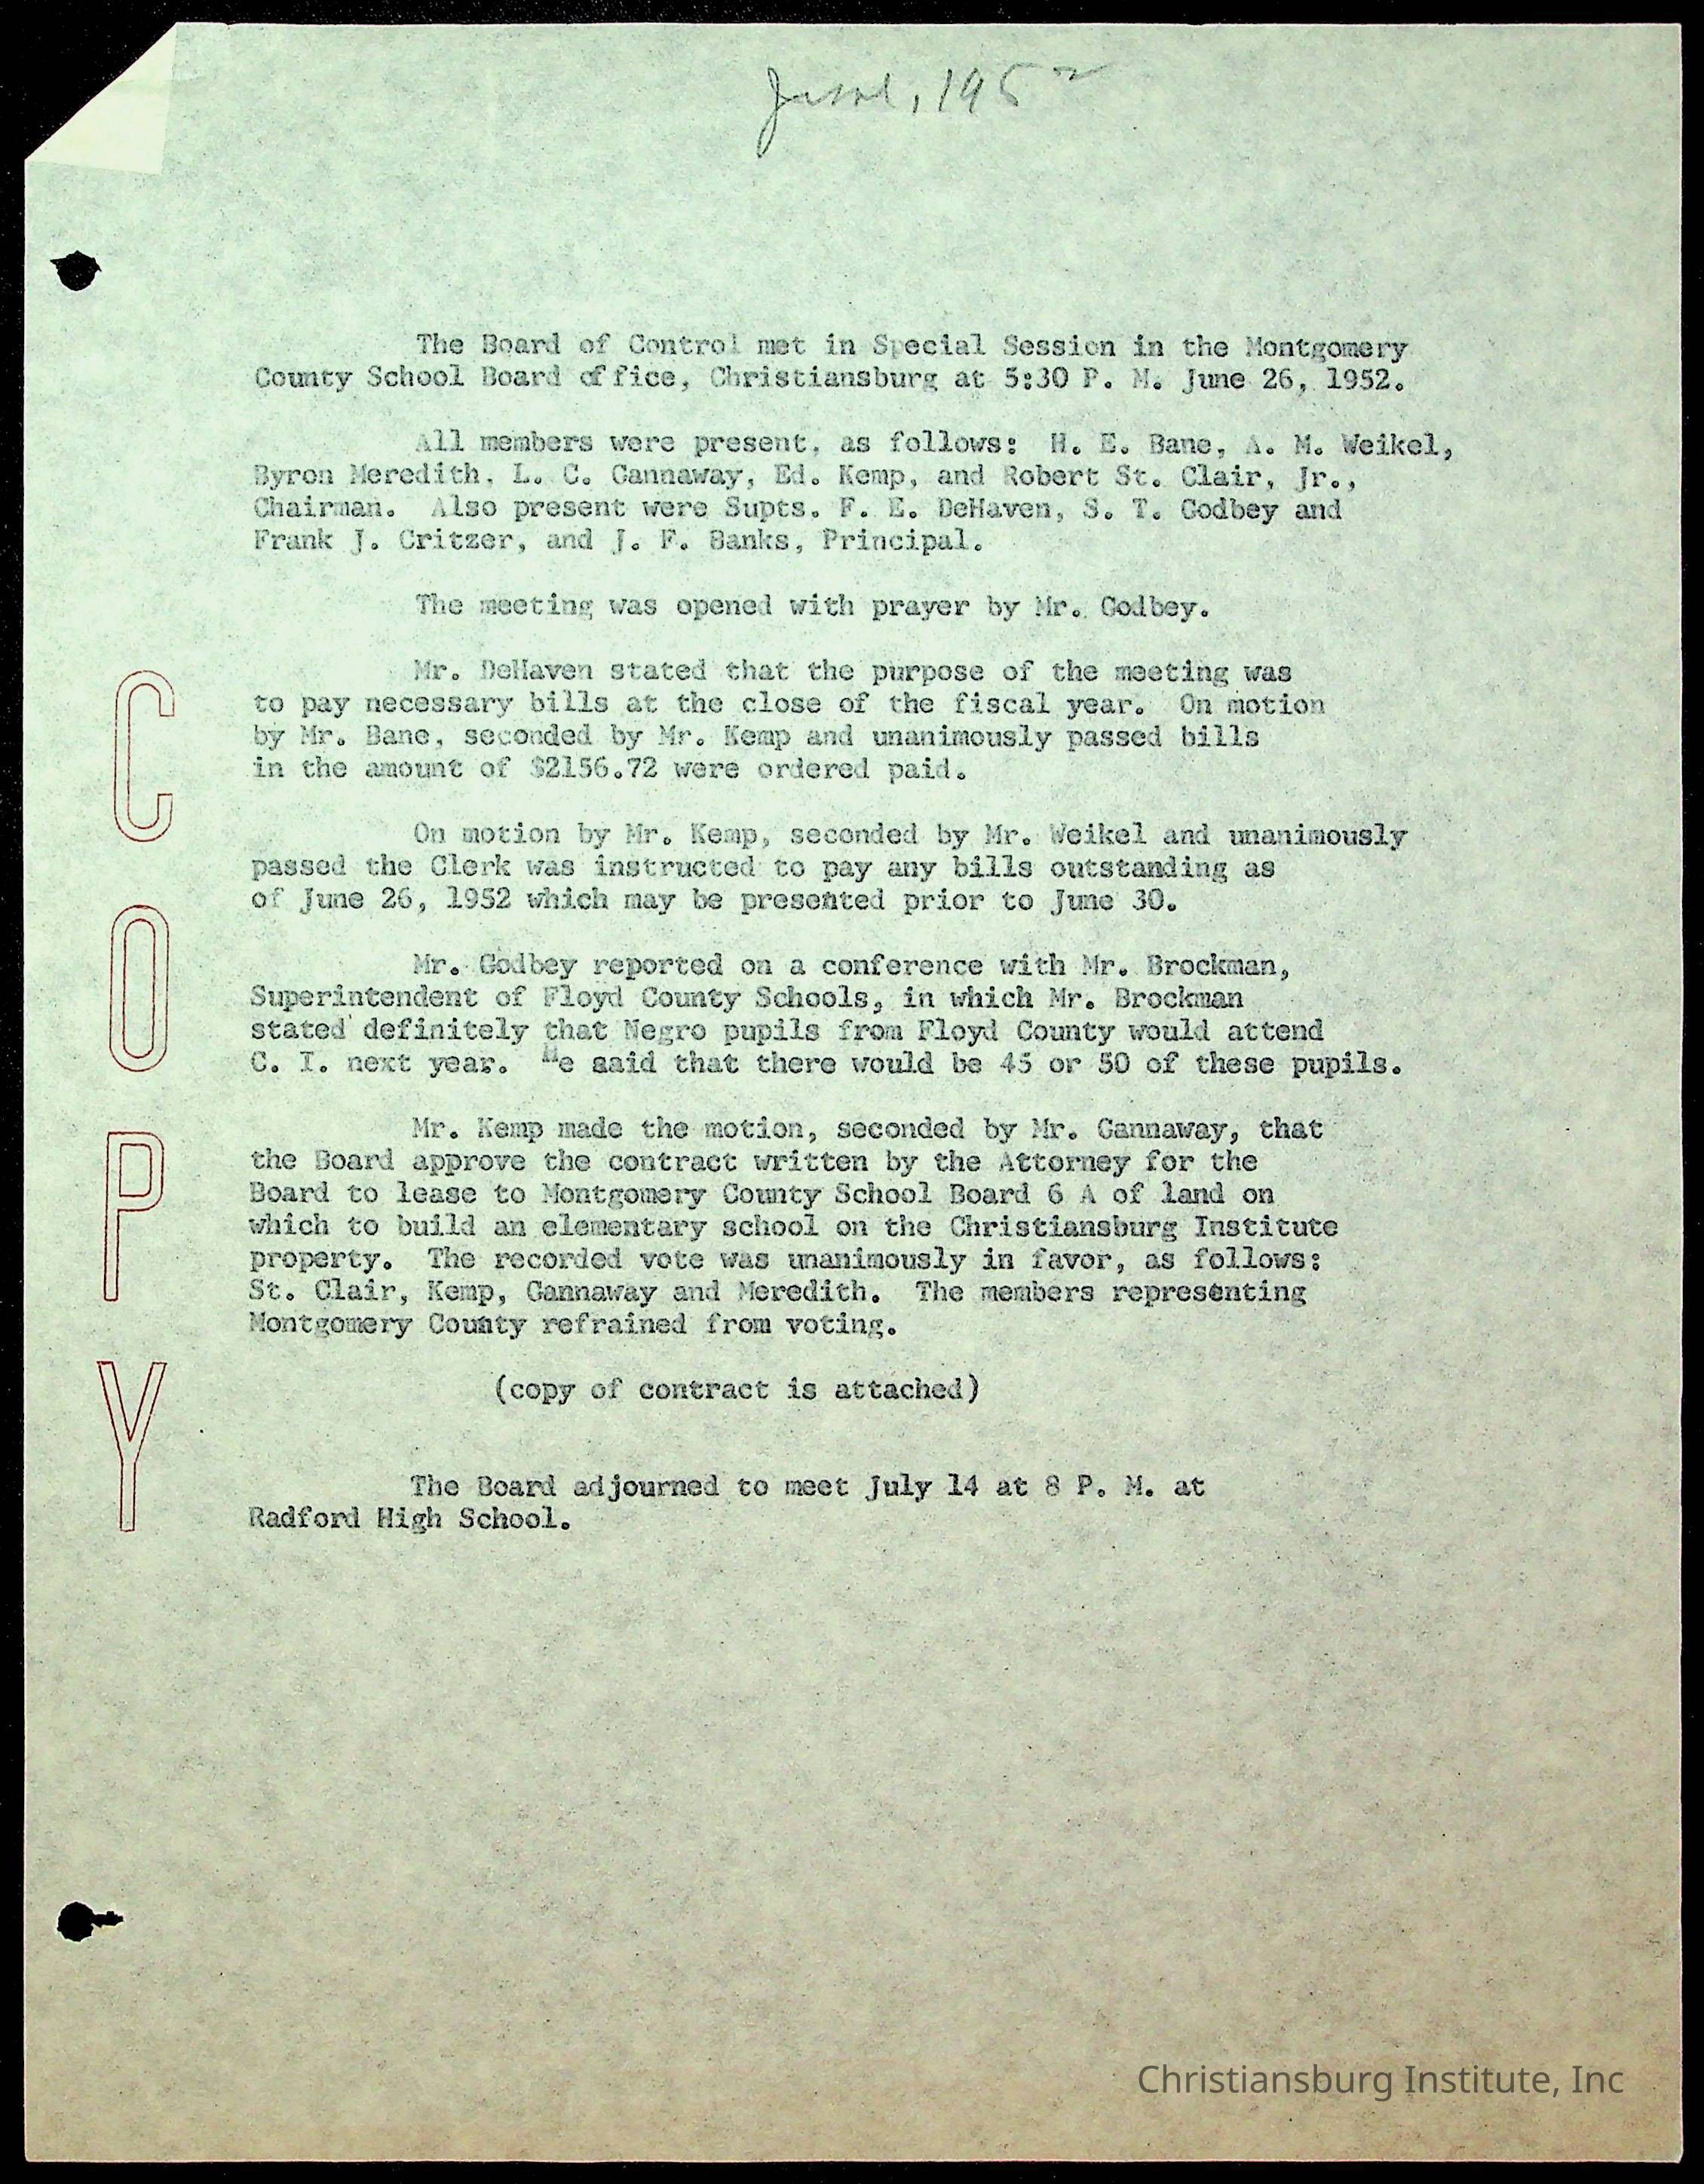 June, 1952
The Board of Control met in Special Session in the Montgomery
County School Board office, Christiansburg at 5:30 P. M. June 26, 1952.
All members were present, as follows: H. E. Bane, A. M. Weikel,
Byron Meredith, L. C. Gannaway, Ed. Kemp, and Robert St. Clair, Jr.,
Chairman. Also present were Supts. F. E. DeHaven, S. T. Godbey and
Frank J. Critzer, and J. F. Banks, Principal.
The meeting was opened with prayer by Mr. Godbey.
Mr. DeHaven stated that the purpose of the meeting was
to pay necessary bills at the close of the fiscal year. On motion
by Mr. Bane, seconded by Mr. Kemp and unanimously passed bills
in the amount of $2156.72 were ordered paid.
On motion by Mr. Kemp, seconded by Mr. Weikel and unanimously
passed the Clerk was instructed to pay any bills outstanding as
of June 26, 1952 which may be presented prior to June 30.
Mr. Godbey reported on a conference with Mr. Brockman,
Superintendent of Floyd County Schools, in which Mr. Brockman
stated definitely that Negro pupils from Floyd County would attend
C. I. next year. He said that there would be 45 or 50 of these pupils.
Mr. Kemp made the motion, seconded by Mr. Gannaway, that
the Board approve the contract written by the Attorney for the
Board to lease to Montgomery County School Board 6 A of land on
which to build an elementary school on the Christiansburg Institute
property. The recorded vote was unanimously in favor, as follows:
St. Clair, Kemp, Gannaway and Meredith. The members representing
Montgomery County refrained from voting.
(copy of contract is attached)
The Board adjourned to meet July 14 at 8 P. M. at
Radford High School.
COPY
Christiansburg Institute, Inc